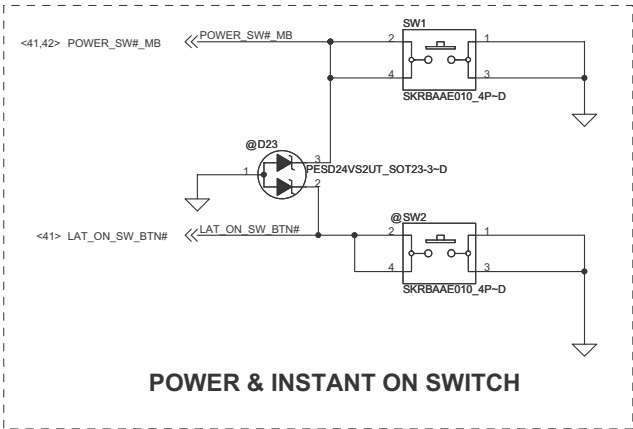 SW1
<41,42> POWER_SW#_MB
POWER_SW#_MB
2
1
4
3
SKRBAAE010_4P~D
@D23
1
3
PESD24VS2UT_SOT23-3~D
2
@SW2
<41> LAT_ON_SW_BTN#
LAT_ON_SW_BTN#
2
1
4
3
SKRBAAE010_4P~D
POWER & INSTANT ON SWITCH